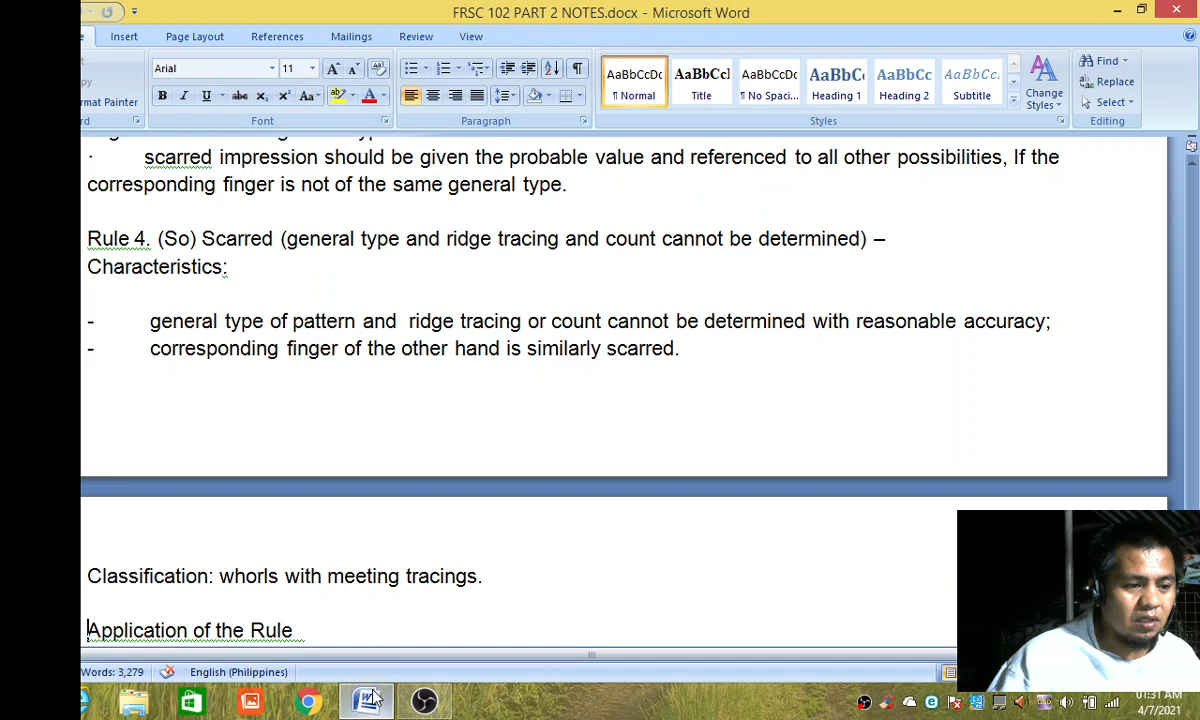 FRSC 102 PART 2 NOTES.docx - Microsoft Word
Insert Page Layout References Mailings Review View
Arial 11
AaBbCcDc AaBbCcl AaBbCcDc AaBbC AaBbCc AaBbCc.
¶ Normal Title ¶ No Spaci... Heading 1 Heading 2 Subtitle
Change Styles
Find
Replace
Select
rmat Painter
Font Paragraph Styles Editing
· scarred impression should be given the probable value and referenced to all other possibilities, If the
corresponding finger is not of the same general type.
Rule 4. (So) Scarred (general type and ridge tracing and count cannot be determined) –
Characteristics:
- general type of pattern and ridge tracing or count cannot be determined with reasonable accuracy;
- corresponding finger of the other hand is similarly scarred.
Classification: whorls with meeting tracings.
Application of the Rule
Words: 3,279 English (Philippines)
01:31 AM
4/7/2021